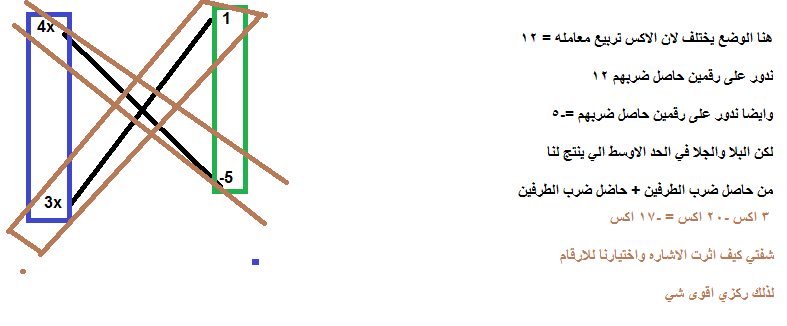 4x
1
-5
3x
هنا الوضع يختلف لان الاكس تربيع معامله = ١٢
ندور على رقمين حاصل ضربهم ١٢
وايضا ندور على رقمين حاصل ضربهم =-٥
لكن البلا والجلا في الحد الاوسط الي ينتج لنا
من حاصل ضرب الطرفين + حاضل ضرب الطرفين
٣ اكس -٢٠ اكس = -١٧ اكس
شفتي كيف اثرت الاشاره واختيارنا للارقام
لذلك ركزي اقوى شي